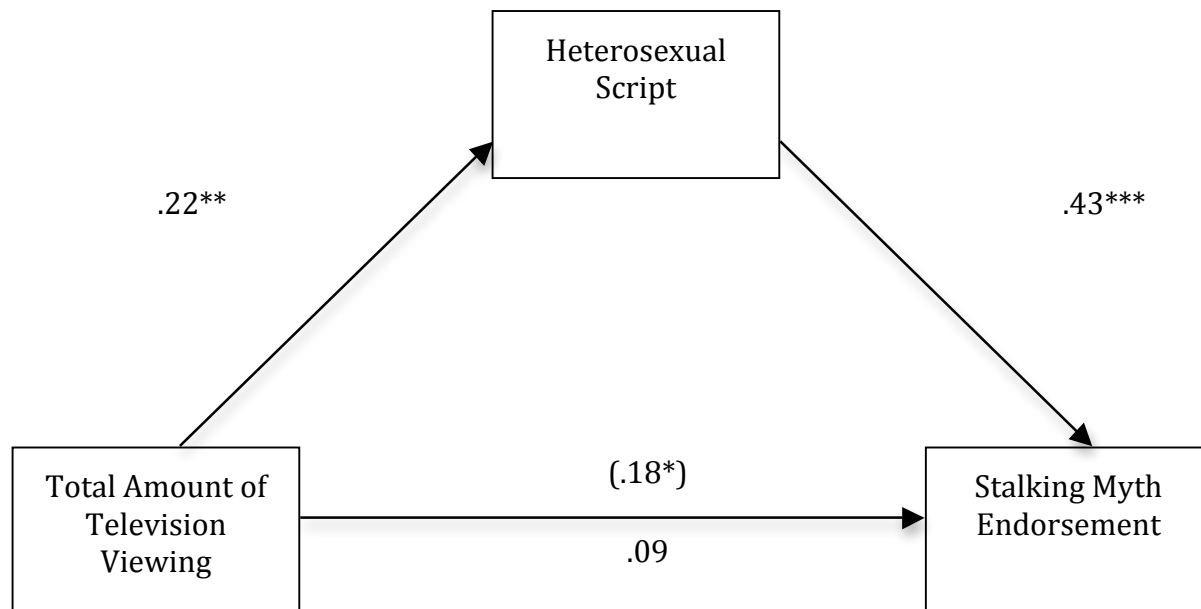 Heterosexual
Script
.22**
.43***
Total Amount of
Television
Viewing
(.18*)
.09
Stalking Myth
Endorsement